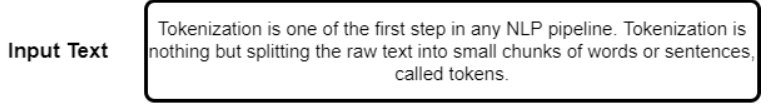 Input Text
Tokenization is one of the first step in any NLP pipeline. Tokenization is
nothing but splitting the raw text into small chunks of words or sentences,
called tokens.